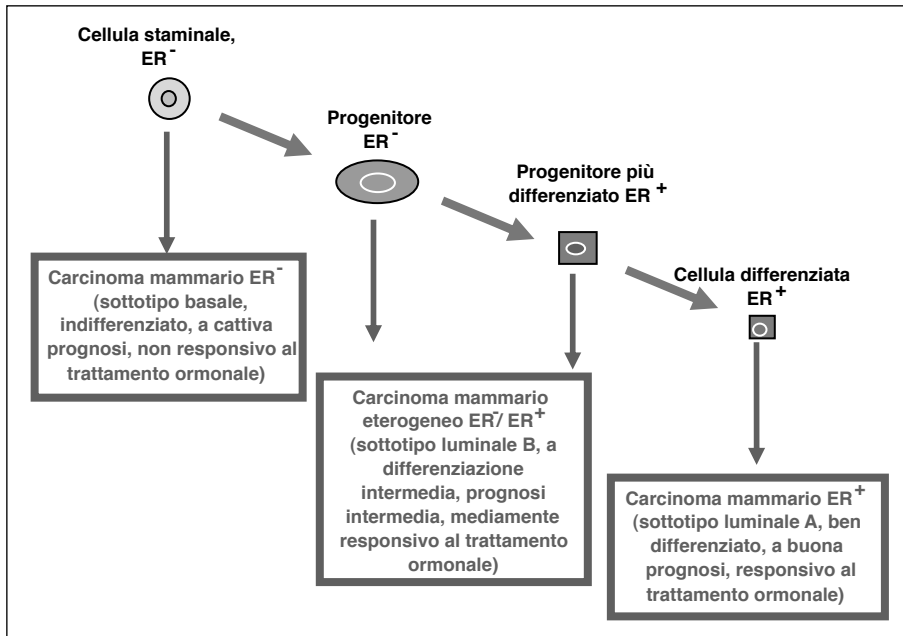 Cellula staminale,
ER⁻
Progenitore
ER⁻
Progenitore più
differenziato ER⁺
Cellula differenziata
ER⁺
Carcinoma mammario ER⁻
(sottotipo basale,
indifferenziato, a cattiva
prognosi, non responsivo al
trattamento ormonale)
Carcinoma mammario
eterogeneo ER⁻/ ER⁺
(sottotipo luminale B, a
differenziazione
intermedia, prognosi
intermedia, mediamente
responsivo al trattamento
ormonale)
Carcinoma mammario ER⁺
(sottotipo luminale A, ben
differenziato, a buona
prognosi, responsivo al
trattamento ormonale)